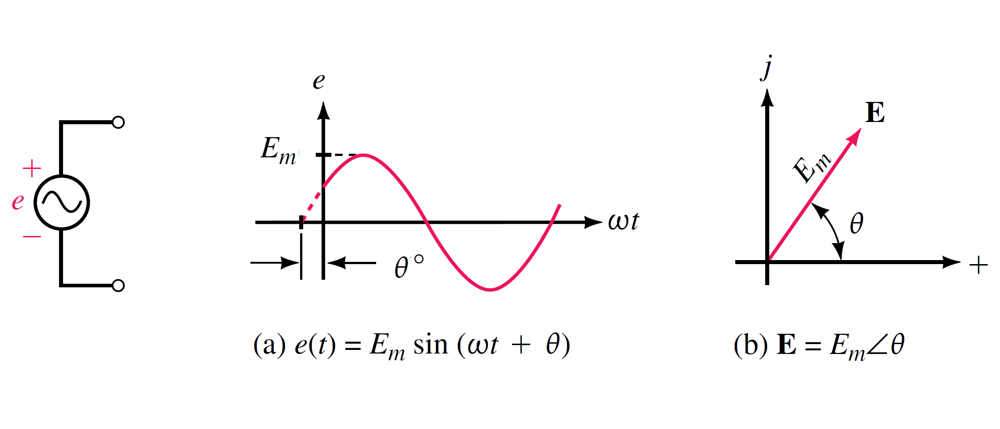 +
e
−
e
E_m
ωt
θ°
(a) e(t) = E_m sin (ωt + θ)
j
E
E_m
θ
+
(b) E = E_m∠θ